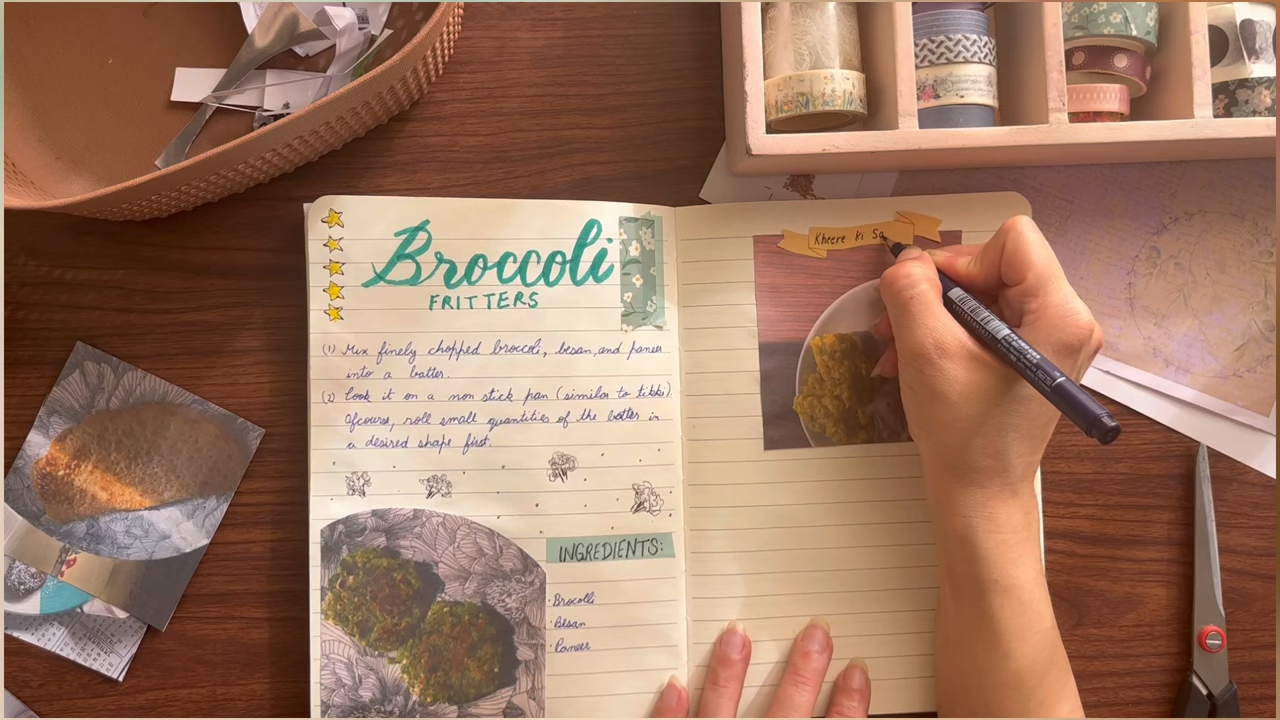 Broccoli
FRITTERS
(1) Mix finely chopped broccoli, besan, and paneer
into a batter.
(2) Cook it on a non stick pan (similar to tikki).
Ofcourse, roll small quantities of the batter in
a desired shape first.
INGREDIENTS:
· Brocolli
· Besan
· Paneer
Kheere Ki Sa